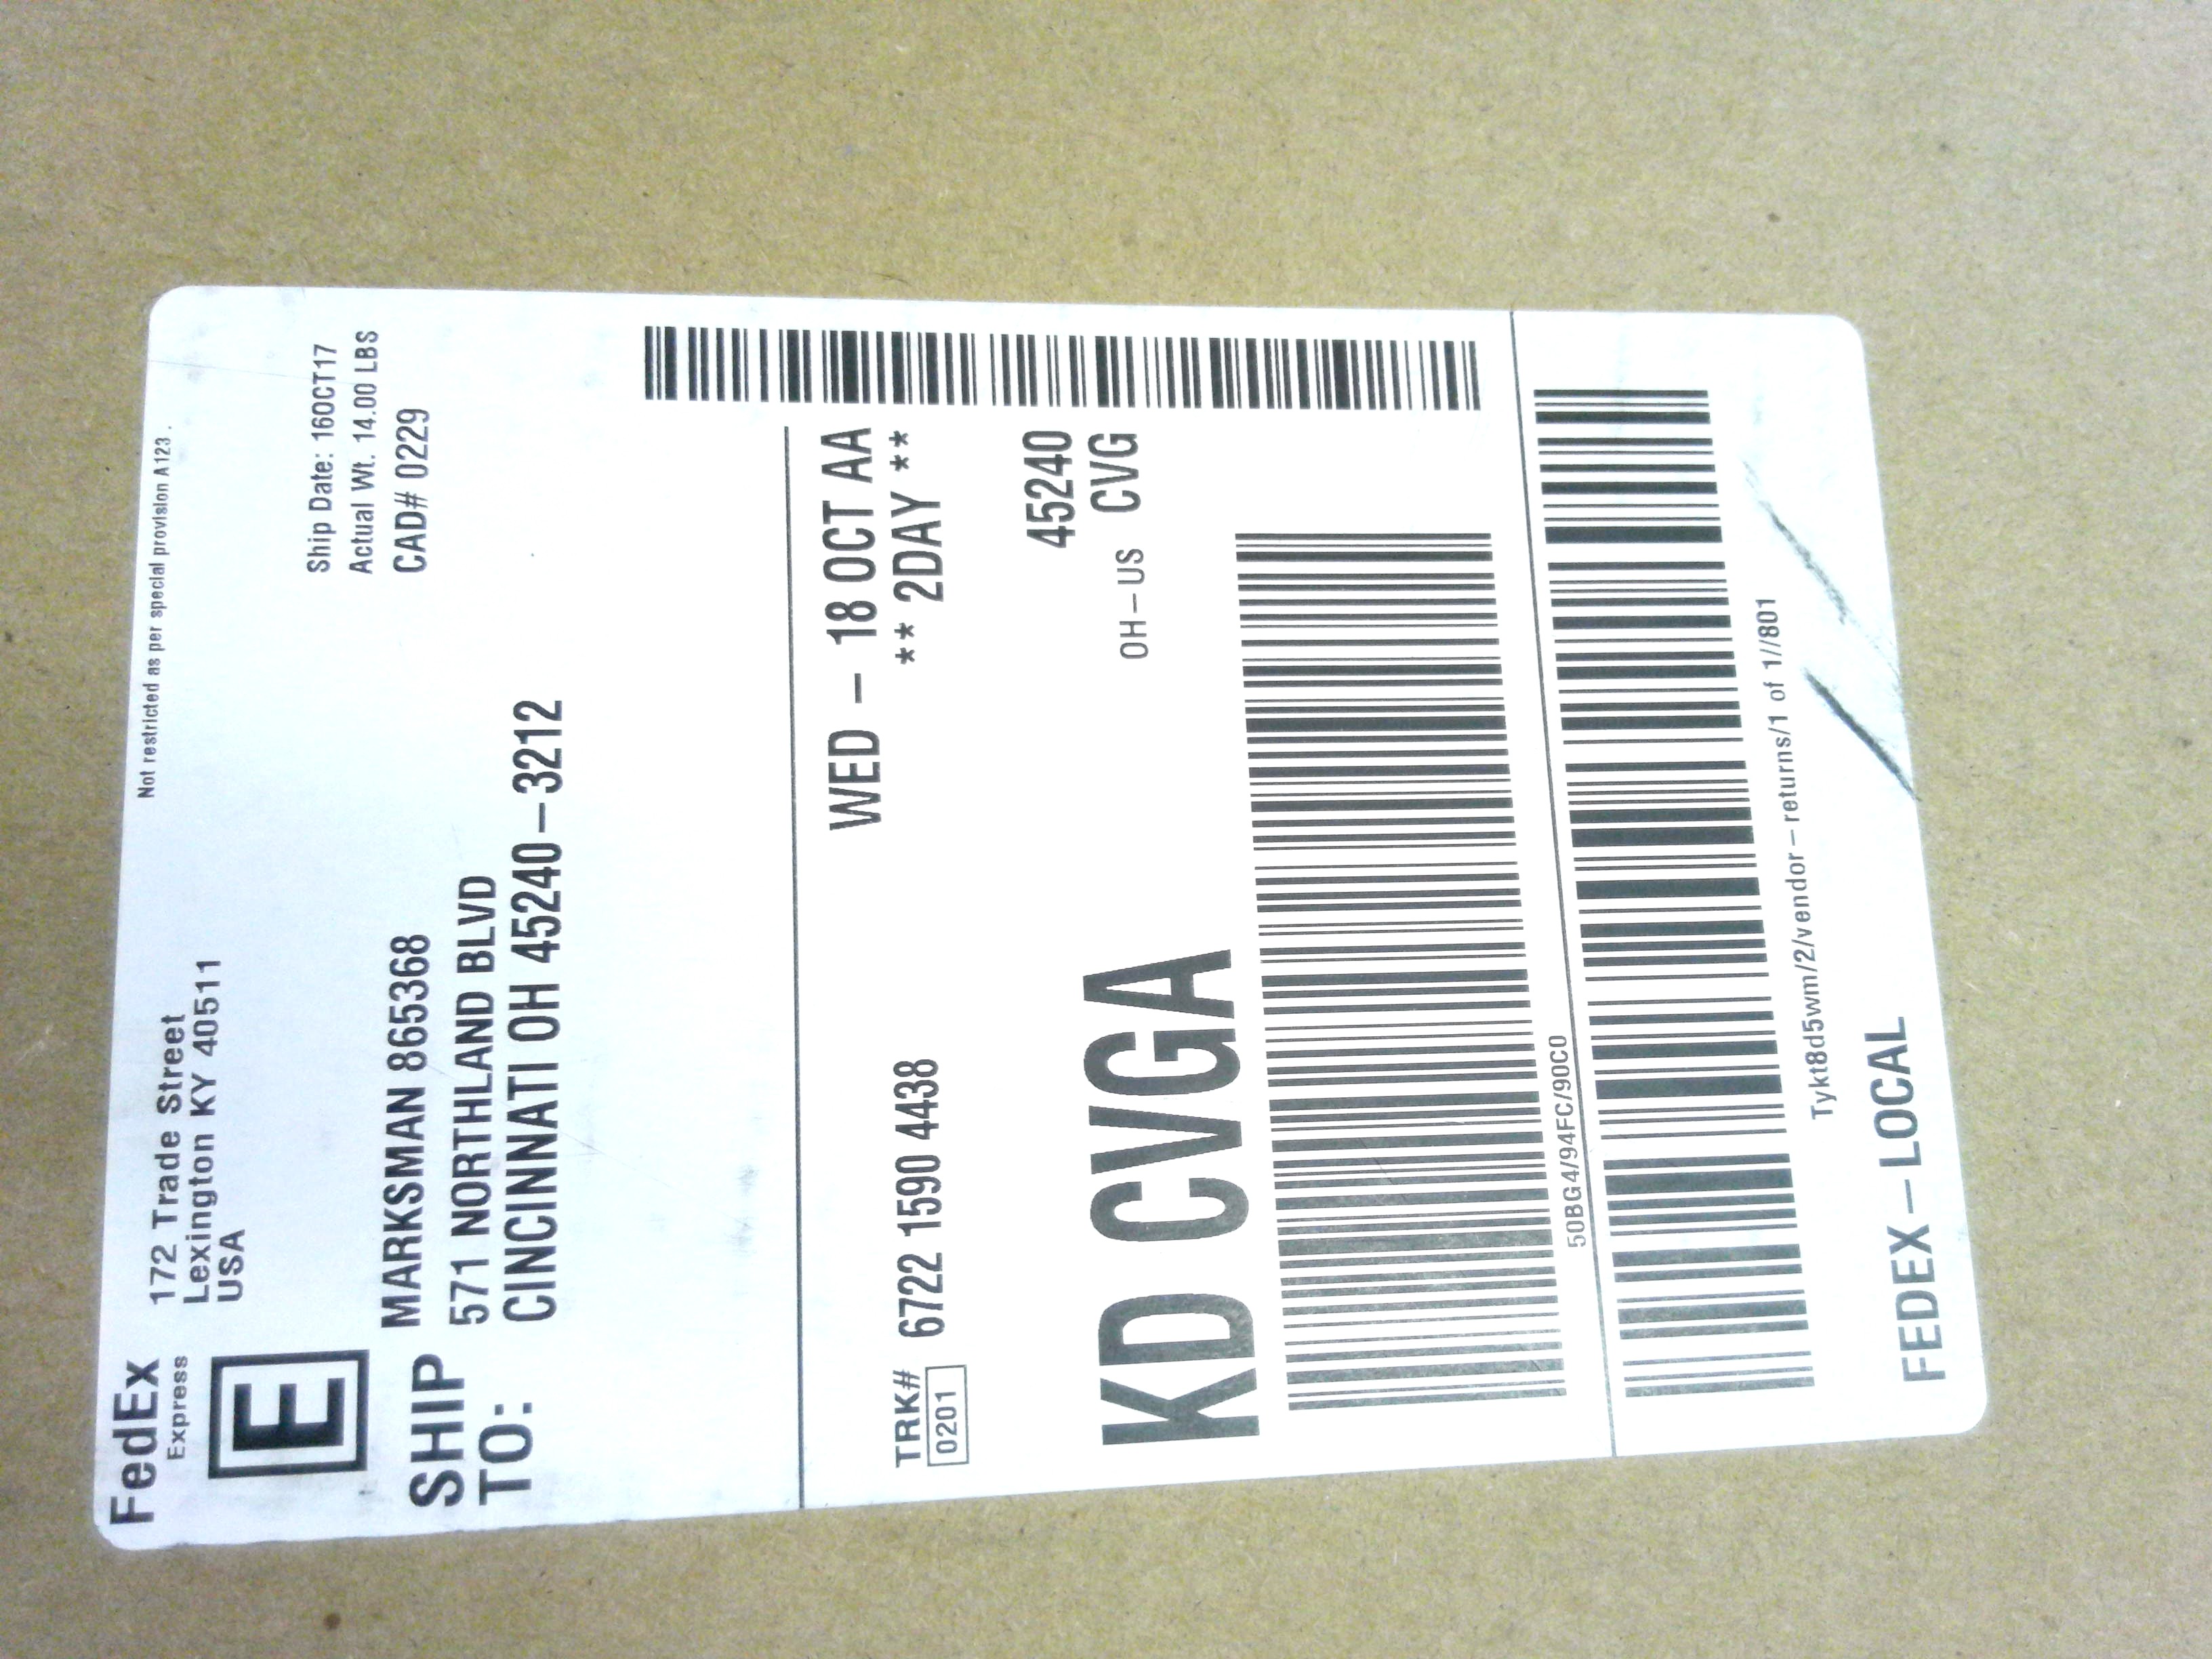 FedEx
Express
172 Trade Street
Lexington KY 40511
USA
Not restricted as per special provision A123.
E
Ship Date: 16OCT17
Actual Wt. 14.00 LBS
CAD# 0229
SHIP
TO:
MARKSMAN 865368
571 NORTHLAND BLVD
CINCINNATI OH 45240-3212
WED - 18 OCT AA
** 2DAY **
TRK#
0201
6722 1590 4438
45240
OH-US CVG
KD CVGA
50BG4/94FC/90C0
Tykt8d5wm/2/vendor-returns/1 of 1//801
FEDEX-LOCAL